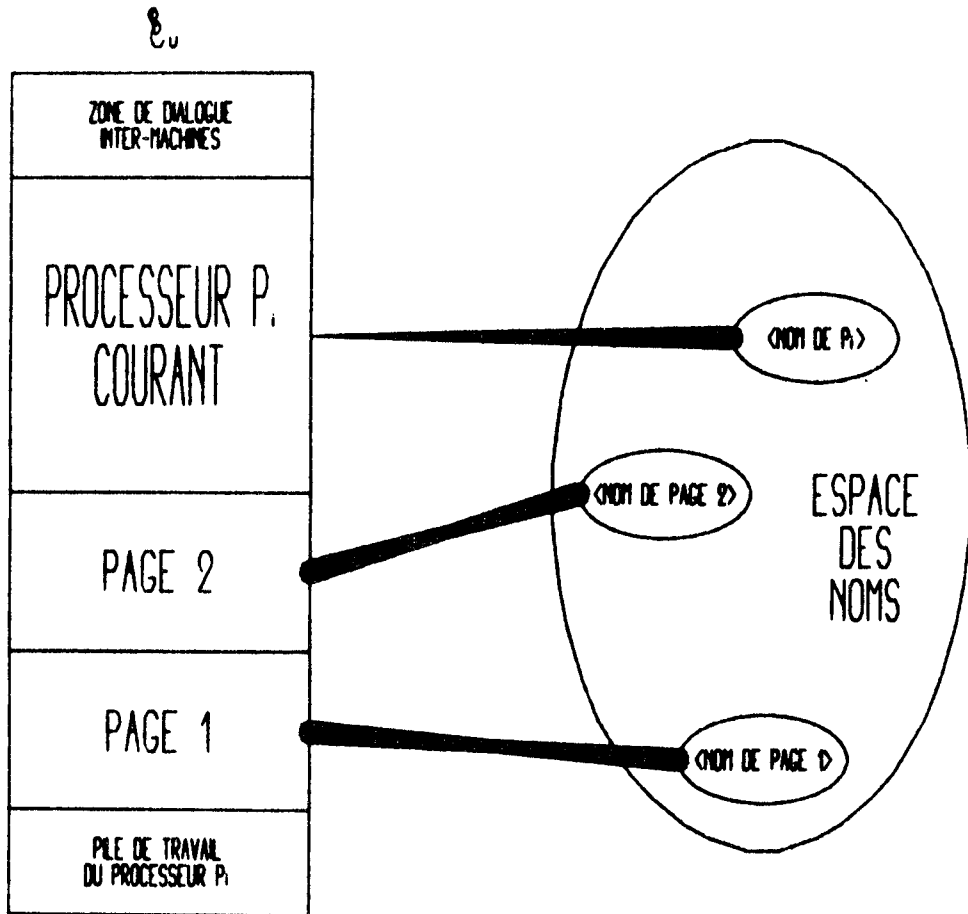 ℰu
ZONE DE DIALOGUE
INTER-MACHINES
PROCESSEUR Pi
COURANT
PAGE 2
PAGE 1
PILE DE TRAVAIL
DU PROCESSEUR Pi
<NOM DE Pi>
<NOM DE PAGE 2>
ESPACE
DES
NOMS
<NOM DE PAGE 1>